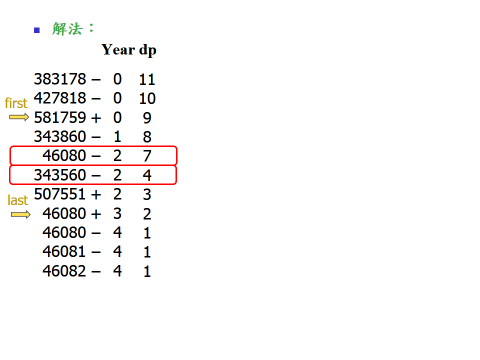 解法：
Year dp
383178 – 0 11
427818 – 0 10
first
581759 + 0 9
343860 – 1 8
46080 – 2 7
343560 – 2 4
507551 + 2 3
last
46080 + 3 2
46080 – 4 1
46081 – 4 1
46082 – 4 1